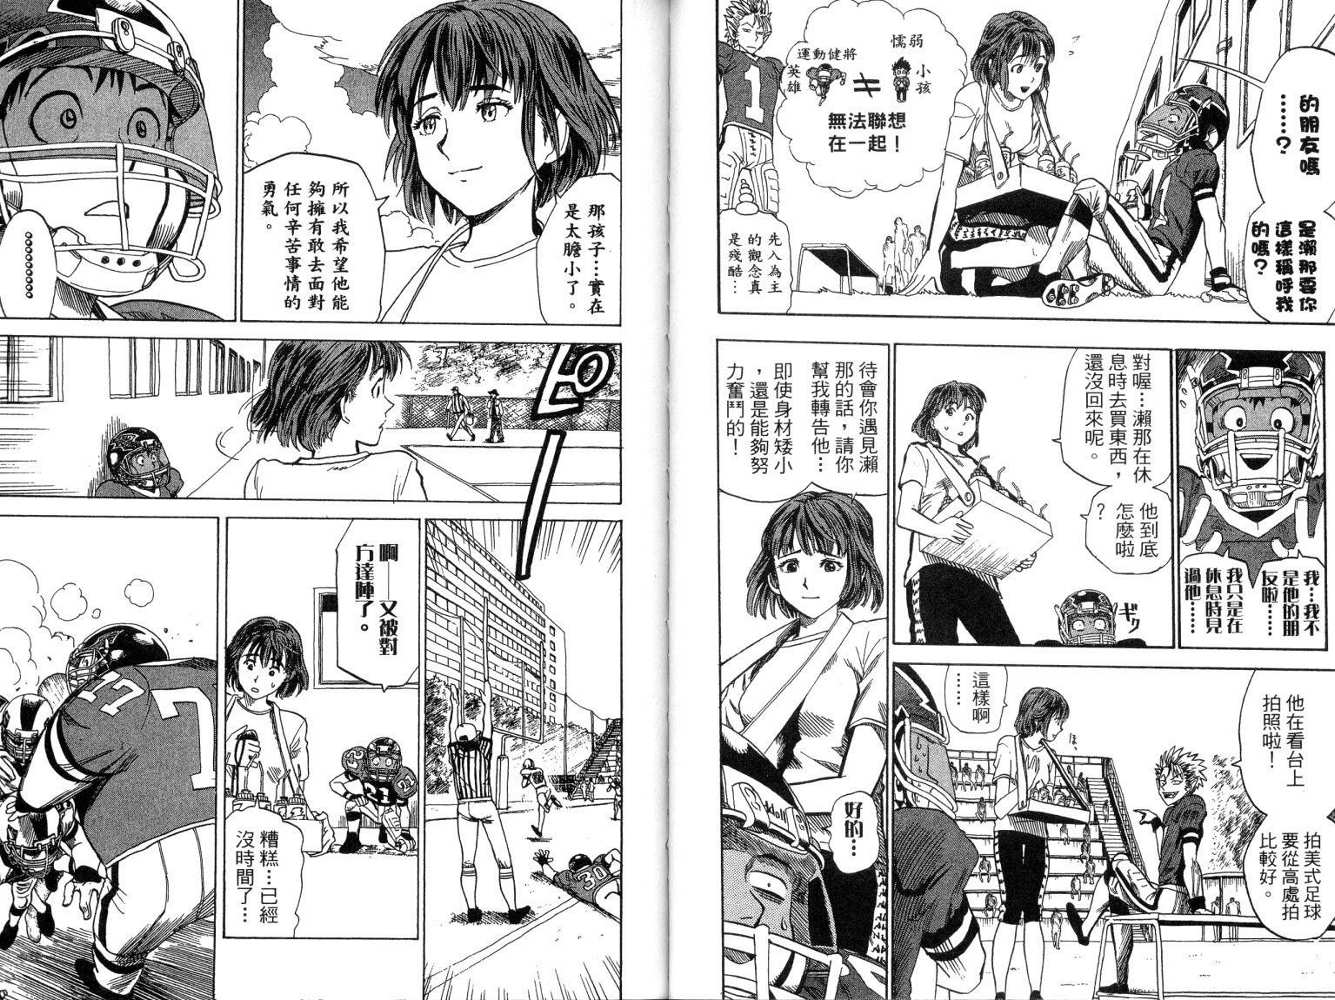 的朋友嗎
……?
是瀨那要你
這樣稱呼我
的嗎?
懦弱
小孩
運動健將
英雄
≠
無法聯想
在一起!
1
先入為主
的觀念真
是殘酷…
我…我不
是他的朋
友啦……
我只是在
休息時見
過他……
對喔…瀨那在休
息時去買東西,
還沒回來呢。
他到底
怎麼啦
?
ギク
待會你遇見瀨
那的話,請你
幫我轉告他…
即使身材矮小
,還是能夠努
力奮鬥的!
他在看台上
拍照啦!
拍美式足球
要從高處拍
比較好。
ほ、
這樣啊
……
好的…
那孩子…實在
是太膽小了。
所以我希望他能
夠擁有敢去面對
任何辛苦事情的
勇氣。
………
ピーッ
30
啊——又被對
方達陣了。
21
糟糕…已經
沒時間了…
77